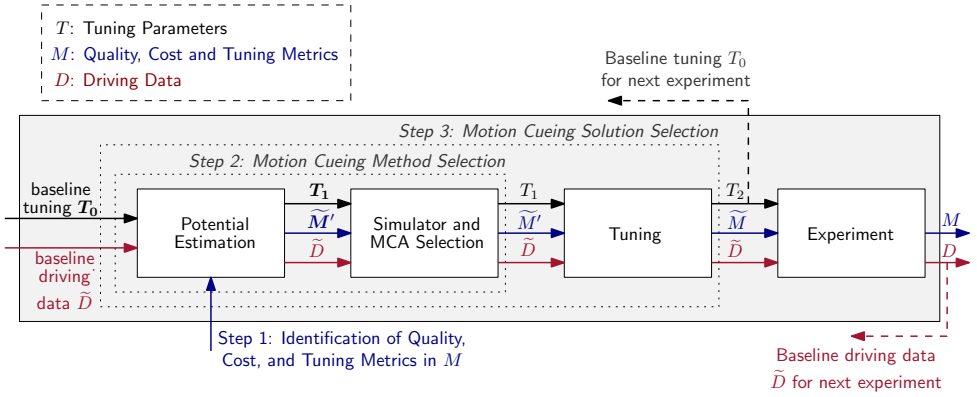 T: Tuning Parameters
M: Quality, Cost and Tuning Metrics
D: Driving Data
Baseline tuning T₀
for next experiment
Step 3: Motion Cueing Solution Selection
Step 2: Motion Cueing Method Selection
baseline
tuning T₀
baseline
driving
data D̃
Potential
Estimation
T₁
M̃′
D̃
Simulator and
MCA Selection
T₁
M̃′
D̃
Tuning
T₂
M̃
D̃
Experiment
M
D
Step 1: Identification of Quality,
Cost, and Tuning Metrics in M
Baseline driving data
D̃ for next experiment